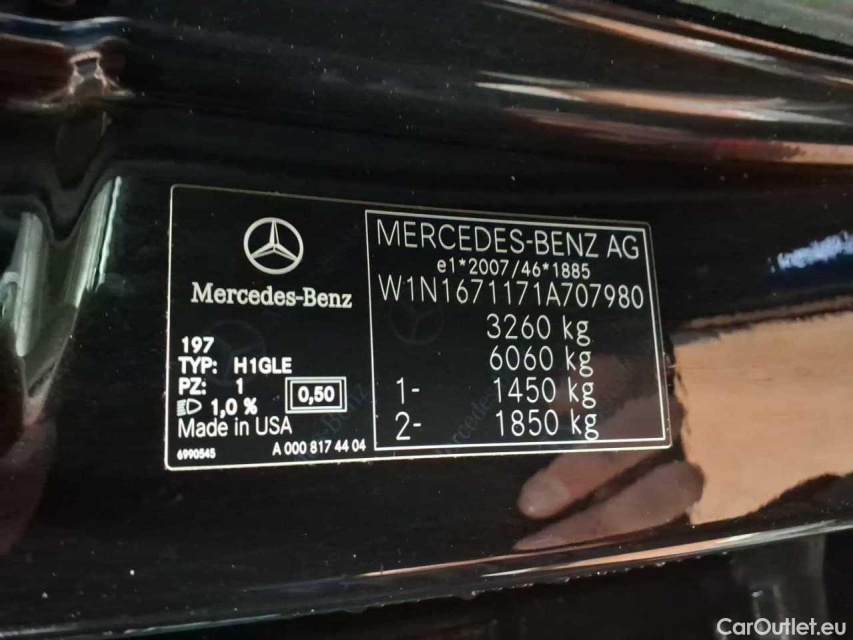 Mercedes-Benz
197
TYP: H1GLE
PZ: 1
1,0 %
0,50
Made in USA
6990545
A 000 817 44 04
MERCEDES-BENZ AG
e1*2007/46*1885
W1N1671171A707980
3260 kg
6060 kg
1- 1450 kg
2- 1850 kg
CarOutlet.eu